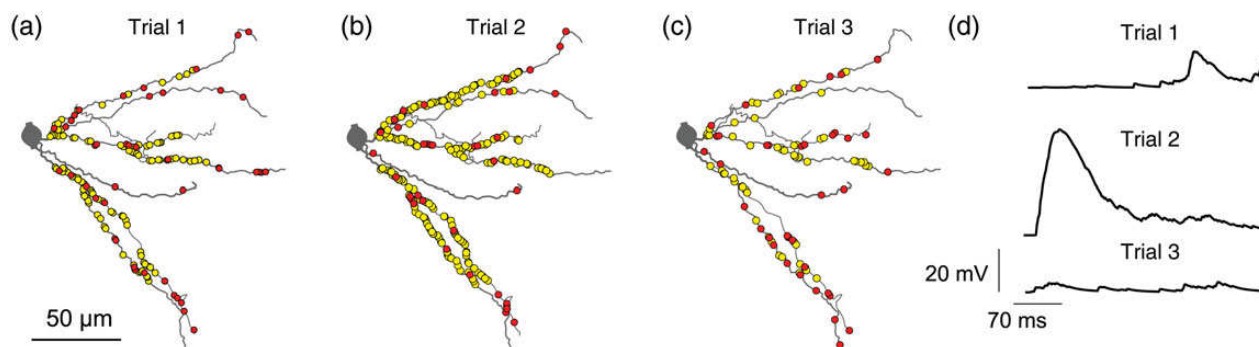 (a) Trial 1
(b) Trial 2
(c) Trial 3
(d)
Trial 1
Trial 2
Trial 3
20 mV
70 ms
50 µm